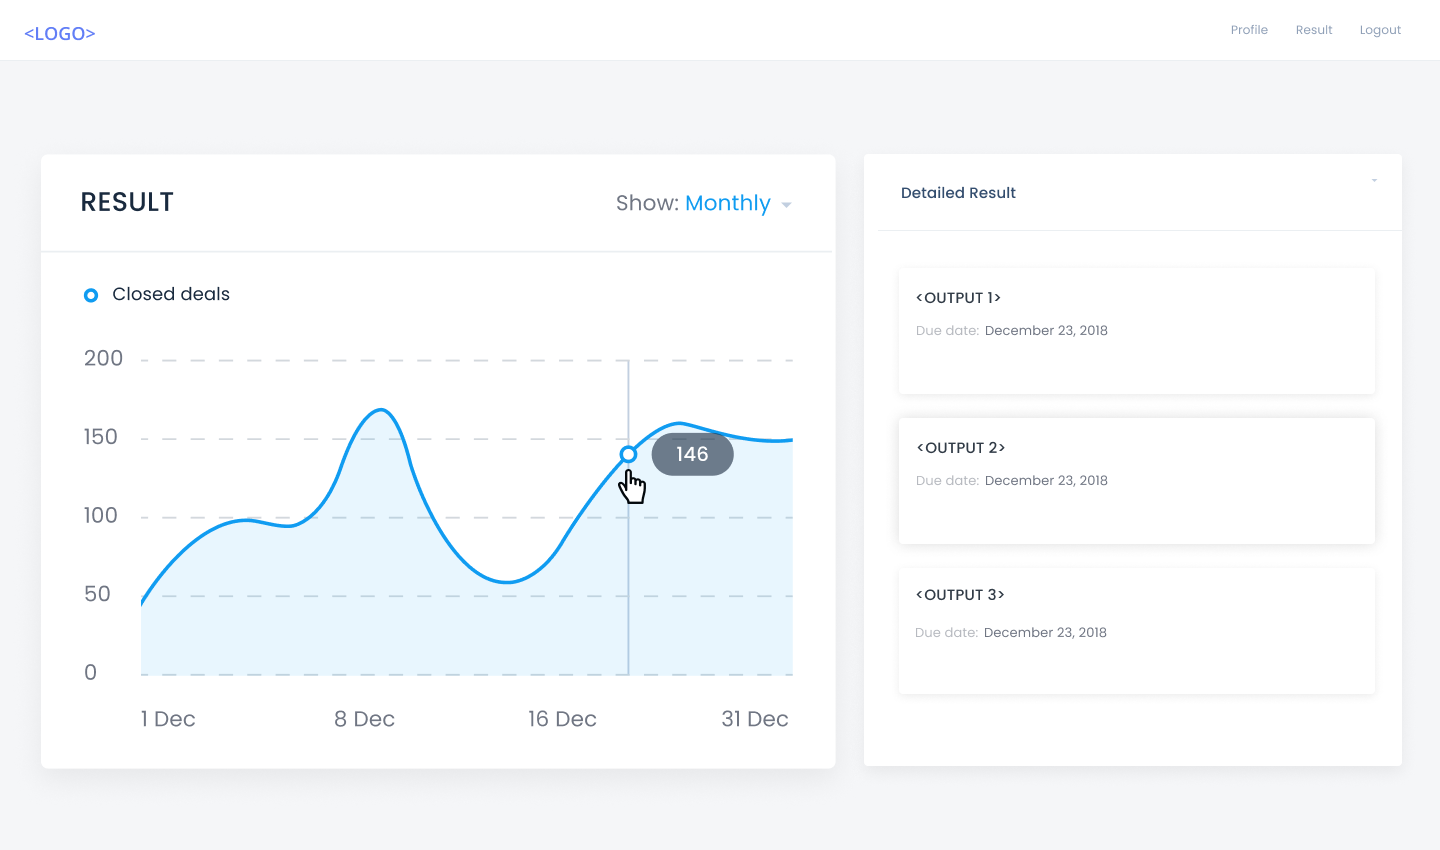 <LOGO>
Profile Result Logout
RESULT
Show: Monthly
Closed deals
200
150
100
50
0
146
1 Dec 8 Dec 16 Dec 31 Dec
Detailed Result
<OUTPUT 1>
Due date: December 23, 2018
<OUTPUT 2>
Due date: December 23, 2018
<OUTPUT 3>
Due date: December 23, 2018